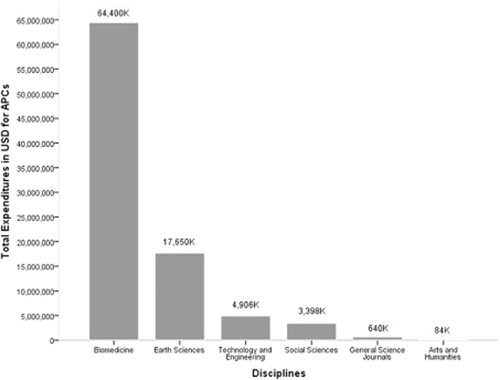 64,400K
65,000,000
60,000,000
55,000,000
50,000,000
45,000,000
40,000,000
35,000,000
30,000,000
25,000,000
20,000,000
15,000,000
10,000,000
5,000,000
0
Total Expenditures in USD for APCs
17,650K
4,906K
3,398K
640K
84K
Biomedicine
Earth Sciences
Technology and
Engineering
Social Sciences
General Science
Journals
Arts and
Humanities
Disciplines